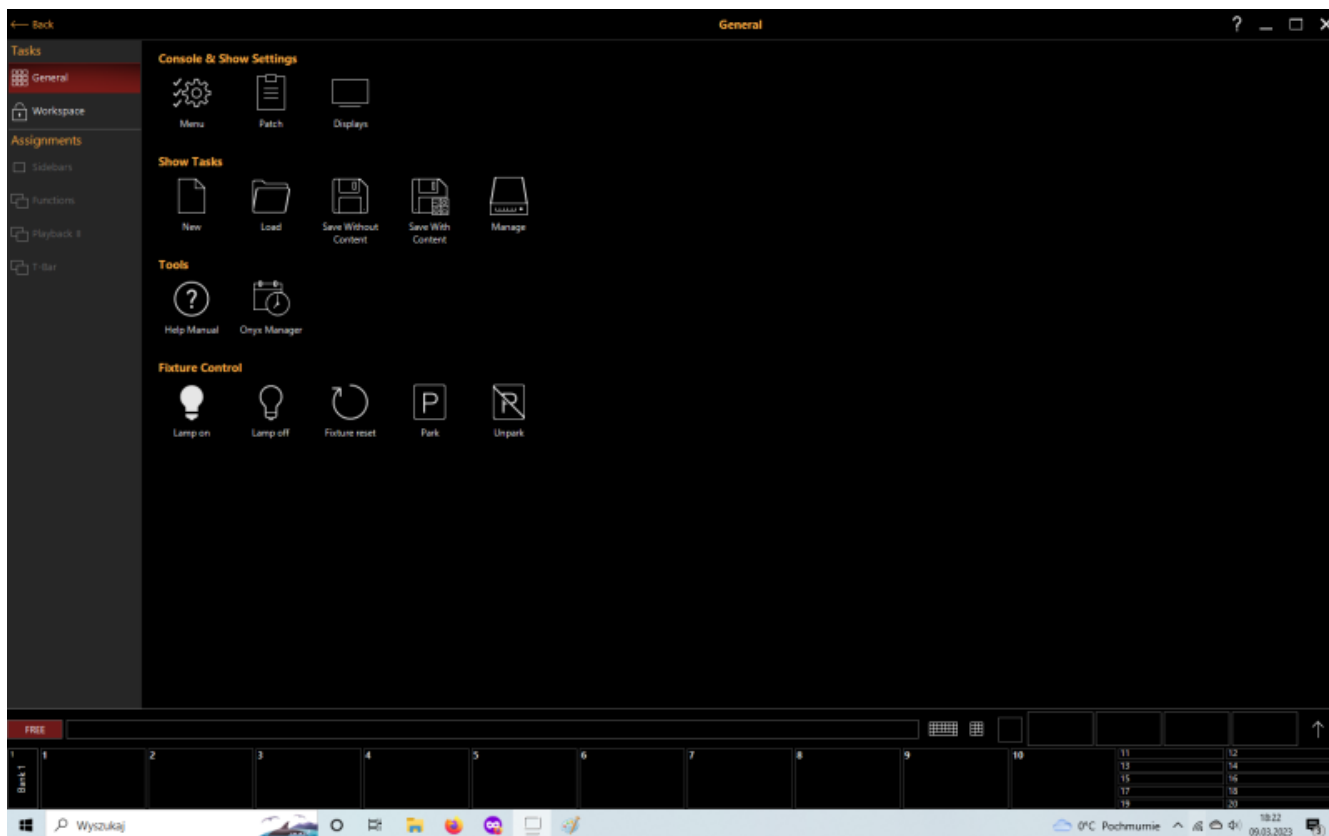 Back
General
?
Tasks
General
Workspace
Assignments
Sidebars
Functions
Playback II
T-Bar
Console & Show Settings
Menu
Patch
Displays
Show Tasks
New
Load
Save Without
Content
Save With
Content
Manage
Tools
?
Help Manual
Onyx Manager
Fixture Control
P
Lamp on
Lamp off
Fixture reset
Park
Unpark
FREE
1
Bank 1
1
2
3
4
5
6
7
8
9
10
11
12
13
14
15
16
17
18
19
20
Wyszukaj
0°C Pochmurnie
18:22
09.03.2023